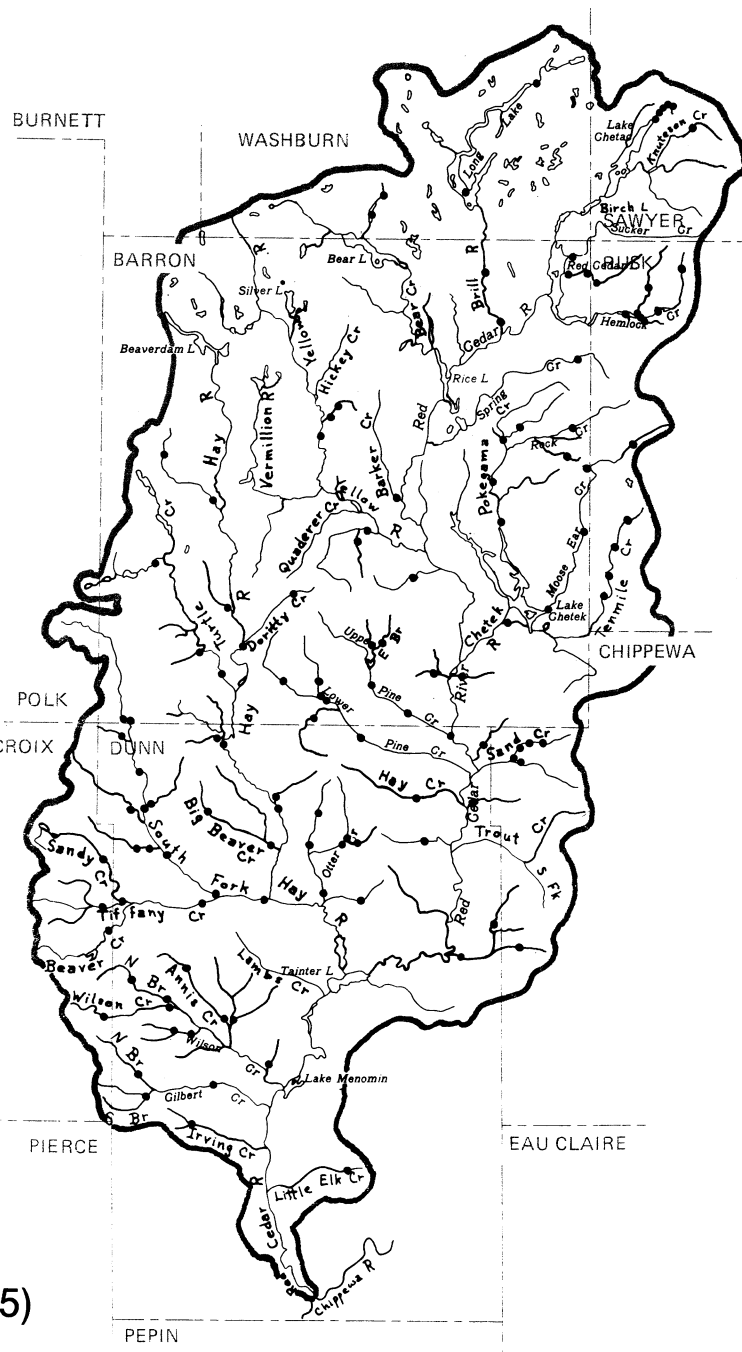 BURNETT
WASHBURN
Long
Lake
Lake
Chetac
Knuteson Cr
Birch L
SAWYER
Sucker Cr
BARRON
RUSK
Bear L
Red Cedar
Silver L
Brill R
Bear Cr
Yellow
Hemlock Cr
Cedar R
Hickey Cr
Beaverdam L
Rice L
Hay R
Vermillion R
Red
Spring Cr
Barker Cr
Pokegama Cr
Rock Cr
Yellow R
Quaderer Cr
Moose Ear Cr
Tenmile Cr
Turtle Cr
Dority Cr
Hay R
Chetek R
Lake
Chetek
Upper
E Br
Pine Cr
River
CHIPPEWA
POLK
Lower
Pine Cr
CROIX
DUNN
Sand Cr
Hay Cr
Cedar
Big Beaver
Cr
South
Fork
Hay
R
Otter Cr
Trout Cr
S Fk
Sandy
Cr
Tiffany Cr
Red
Beaver Cr
N Br
Annis Cr
Lambs Cr
Tainter L
Wilson Cr
Wilson Cr
N Br
Lake Menomin
Gilbert Cr
S Br
PIERCE
Irving Cr
EAU CLAIRE
Little Elk Cr
Red Cedar R
Chippewa R
5)
PEPIN